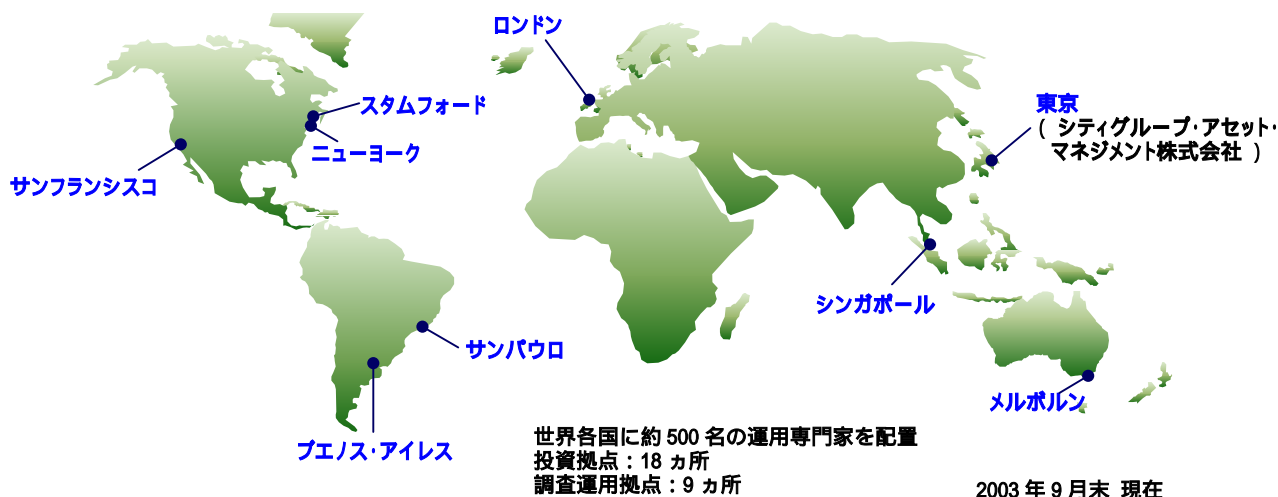 ロンドン
スタムフォード
ニューヨーク
サンフランシスコ
東京
( シティグループ・アセット・
マネジメント株式会社 )
シンガポール
サンパウロ
メルボルン
ブエノス・アイレス
世界各国に約 500 名の運用専門家を配置
投資拠点：18 ヵ所
調査運用拠点：9 ヵ所
2003 年 9 月末 現在